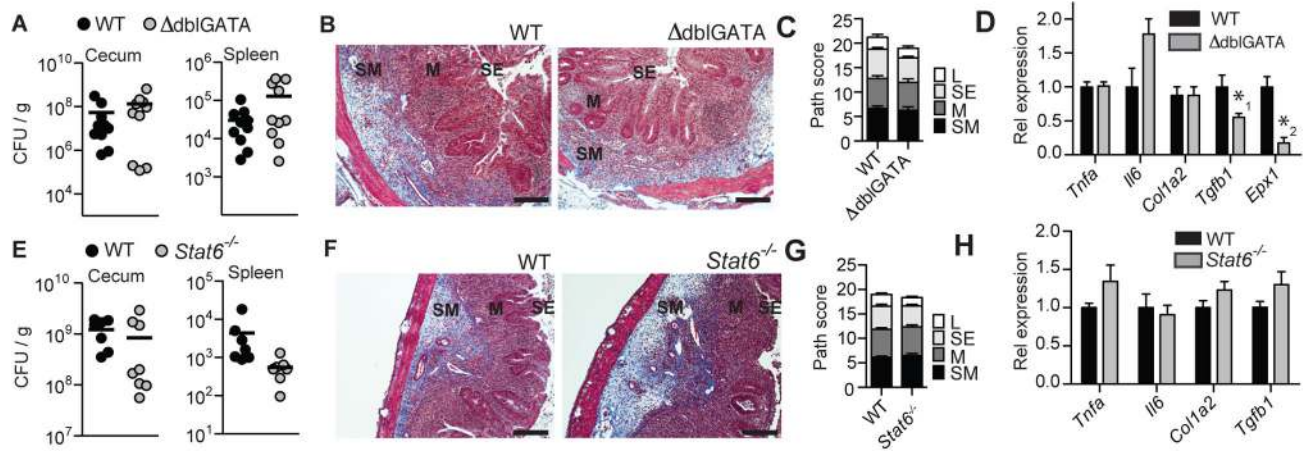 A
WT ΔdblGATA
Cecum
Spleen
CFU / g
10^10
10^8
10^6
10^4
10^6
10^5
10^4
10^3
B
WT
ΔdblGATA
SM M SE
SE
M
SM
C
Path score
25
20
15
10
5
0
L
SE
M
SM
WT
ΔdblGATA
D
WT
ΔdblGATA
Rel expression
2.0
1.5
1.0
0.5
0.0
*1
*2
Tnfa Il6 Col1a2 Tgfb1 Epx1
E
WT Stat6-/-
Cecum
Spleen
CFU / g
10^10
10^9
10^8
10^7
10^5
10^4
10^3
10^2
10^1
F
WT
Stat6-/-
SM M SE
SM M SE
G
Path score
25
20
15
10
5
0
L
SE
M
SM
WT
Stat6-/-
H
WT
Stat6-/-
Rel expression
2.0
1.5
1.0
0.5
0.0
Tnfa Il6 Col1a2 Tgfb1